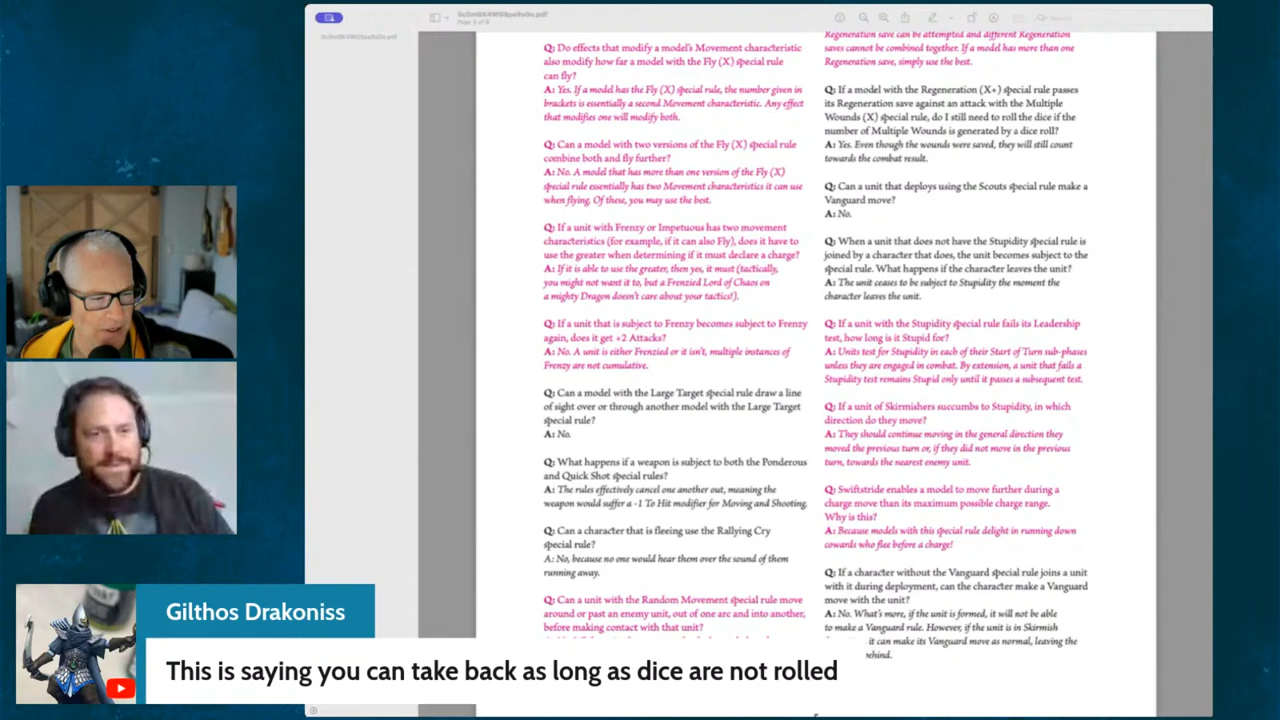 Page 5 of 8
Search
Q: Do effects that modify a model's Movement characteristic
also modify how far a model with the Fly (X) special rule
can fly?
A: Yes. If a model has the Fly (X) special rule, the number given in
brackets is essentially a second Movement characteristic. Any effect
that modifies one will modify both.
Q: Can a model with two versions of the Fly (X) special rule
combine both and fly further?
A: No. A model that has more than one version of the Fly (X)
special rule essentially has two Movement characteristics it can use
when flying. Of these, you may use the best.
Q: If a unit with Frenzy or Impetuous has two movement
characteristics (for example, if it can also Fly), does it have to
use the greater when determining if it must declare a charge?
A: If it is able to use the greater, then yes, it must (tactically,
you might not want it to, but a Frenzied Lord of Chaos on
a mighty Dragon doesn't care about your tactics!).
Q: If a unit that is subject to Frenzy becomes subject to Frenzy
again, does it get +2 Attacks?
A: No. A unit is either Frenzied or it isn't, multiple instances of
Frenzy are not cumulative.
Q: Can a model with the Large Target special rule draw a line
of sight over or through another model with the Large Target
special rule?
A: No.
Q: What happens if a weapon is subject to both the Ponderous
and Quick Shot special rules?
A: The rules effectively cancel one another out, meaning the
weapon would suffer a -1 To Hit modifier for Moving and Shooting.
Q: Can a character that is fleeing use the Rallying Cry
special rule?
A: No, because no one would hear them over the sound of them
running away.
Q: Can a unit with the Random Movement special rule move
around or past an enemy unit, out of one arc and into another,
before making contact with that unit?
Regeneration save can be attempted and different Regeneration
saves cannot be combined together. If a model has more than one
Regeneration save, simply use the best.
Q: If a model with the Regeneration (X+) special rule passes
its Regeneration save against an attack with the Multiple
Wounds (X) special rule, do I still need to roll the dice if the
number of Multiple Wounds is generated by a dice roll?
A: Yes. Even though the wounds were saved, they will still count
towards the combat result.
Q: Can a unit that deploys using the Scouts special rule make a
Vanguard move?
A: No.
Q: When a unit that does not have the Stupidity special rule is
joined by a character that does, the unit becomes subject to the
special rule. What happens if the character leaves the unit?
A: The unit ceases to be subject to Stupidity the moment the
character leaves the unit.
Q: If a unit with the Stupidity special rule fails its Leadership
test, how long is it Stupid for?
A: Units test for Stupidity in each of their Start of Turn sub-phases
unless they are engaged in combat. By extension, a unit that fails a
Stupidity test remains Stupid only until it passes a subsequent test.
Q: If a unit of Skirmishers succumbs to Stupidity, in which
direction do they move?
A: They should continue moving in the general direction they
moved the previous turn or, if they did not move in the previous
turn, towards the nearest enemy unit.
Q: Swiftstride enables a model to move further during a
charge move than its maximum possible charge range.
Why is this?
A: Because models with this special rule delight in running down
cowards who flee before a charge!
Q: If a character without the Vanguard special rule joins a unit
with it during deployment, can the character make a Vanguard
move with the unit?
A: No. What's more, if the unit is formed, it will not be able
to make a Vanguard rule. However, if the unit is in Skirmish
it can make its Vanguard move as normal, leaving the
behind.
Gilthos Drakoniss
This is saying you can take back as long as dice are not rolled